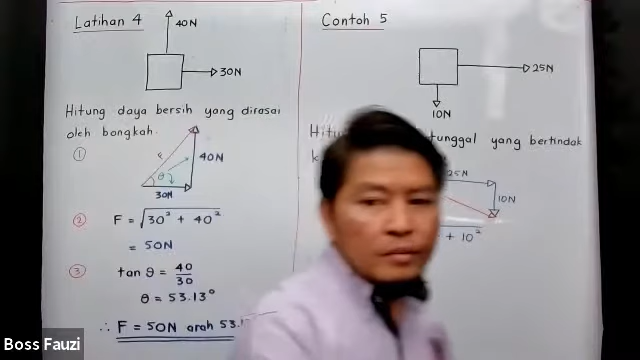 Latihan 4
40N
30N
Hitung daya bersih yang dirasai
oleh bongkah.
①
F
θ
40N
30N
② F = √30² + 40²
= 50N
③ tan θ = 40/30
θ = 53.13°
∴ F = 50N arah 53.
Contoh 5
25N
10N
tunggal yang bertindak
25N
10N
+ 10²
Boss Fauzi